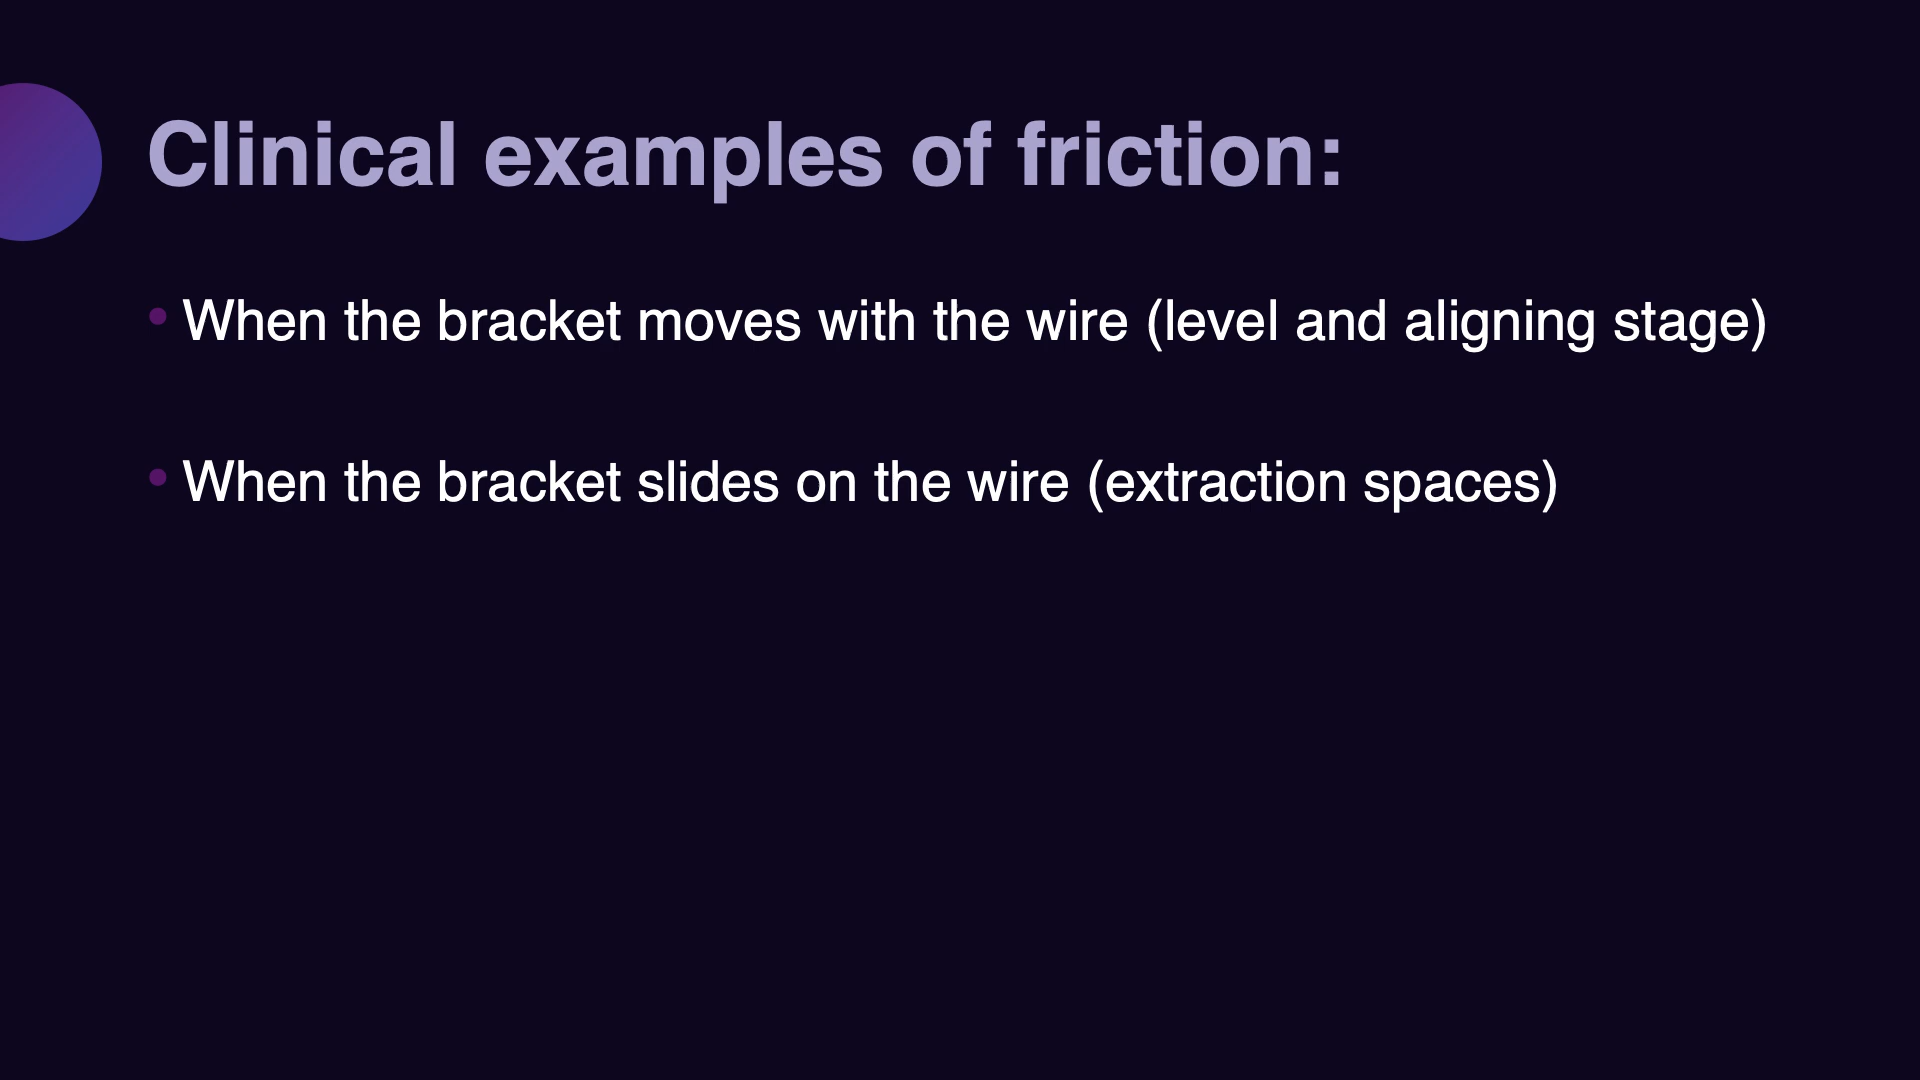 Clinical examples of friction:
• When the bracket moves with the wire (level and aligning stage)
• When the bracket slides on the wire (extraction spaces)